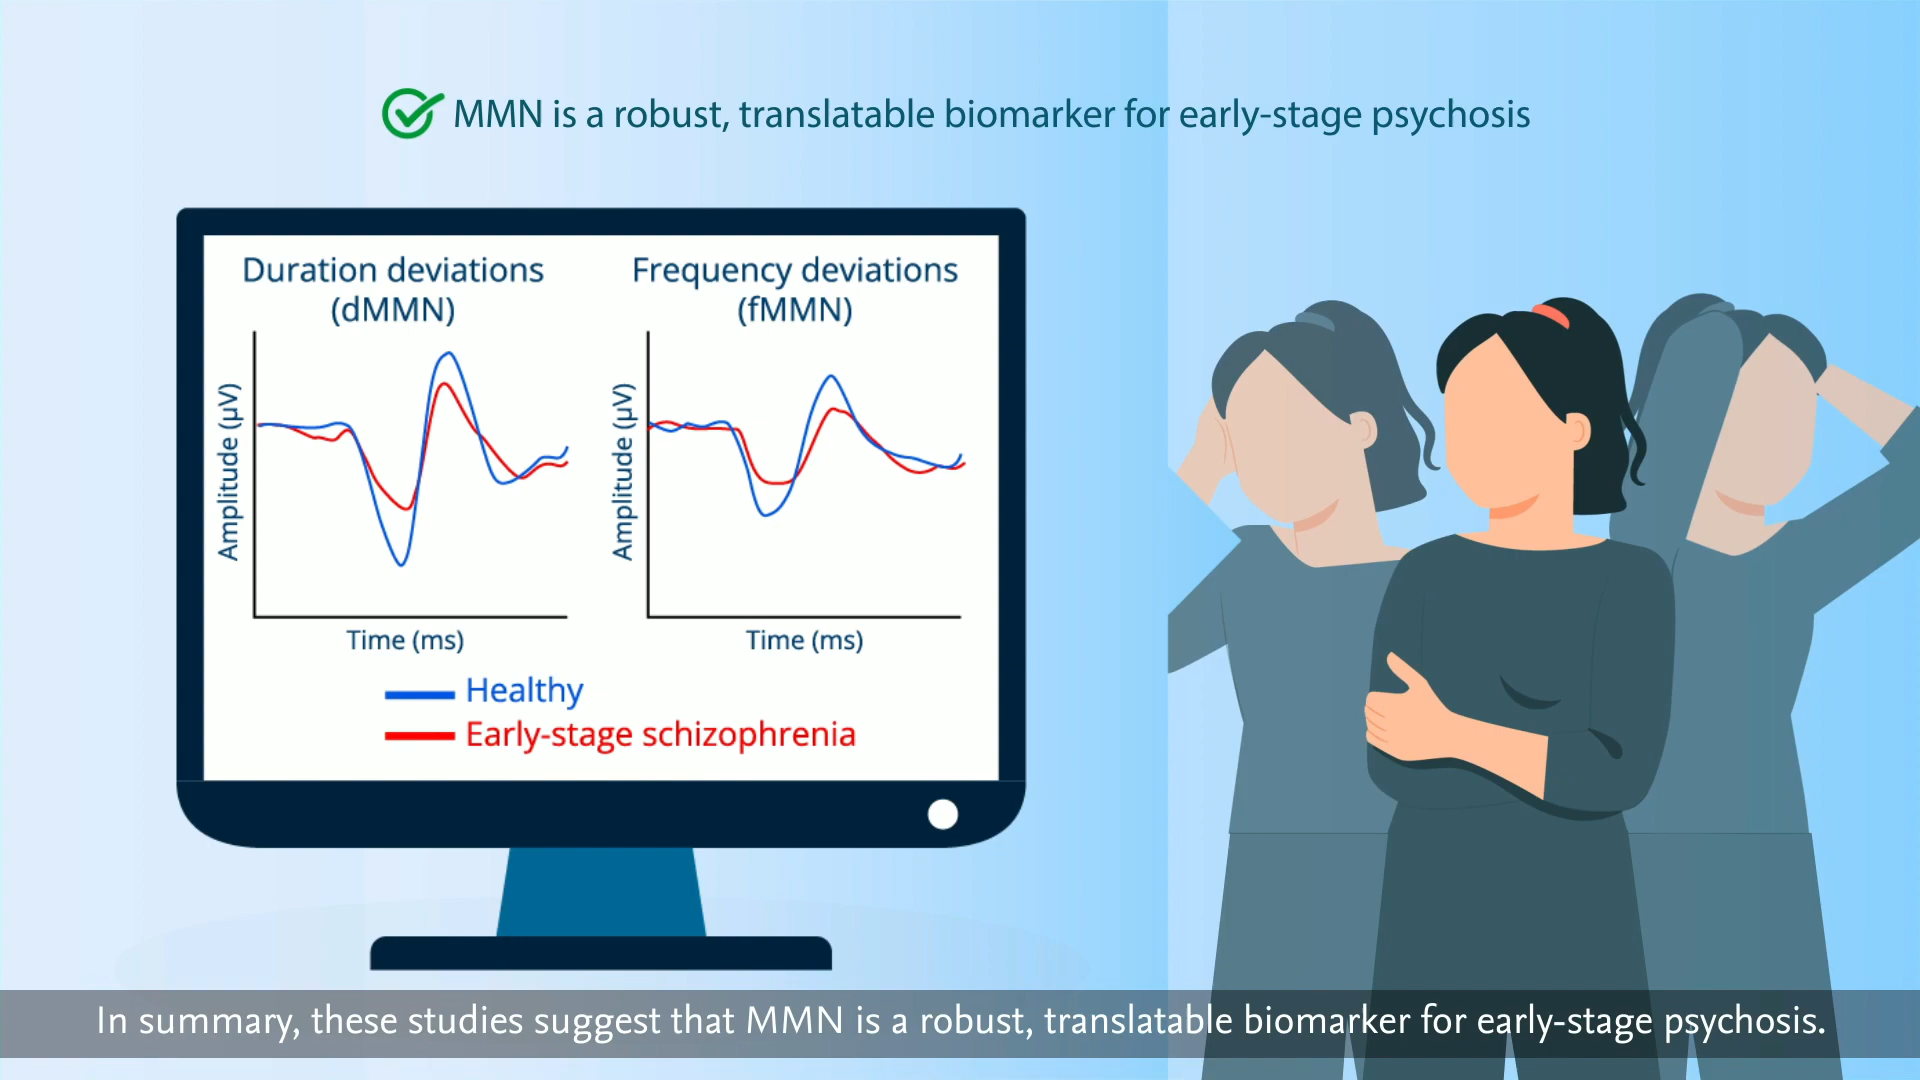 MMN is a robust, translatable biomarker for early-stage psychosis
Duration deviations
(dMMN)
Amplitude (µV)
Time (ms)
Frequency deviations
(fMMN)
Amplitude (µV)
Time (ms)
Healthy
Early-stage schizophrenia
In summary, these studies suggest that MMN is a robust, translatable biomarker for early-stage psychosis.